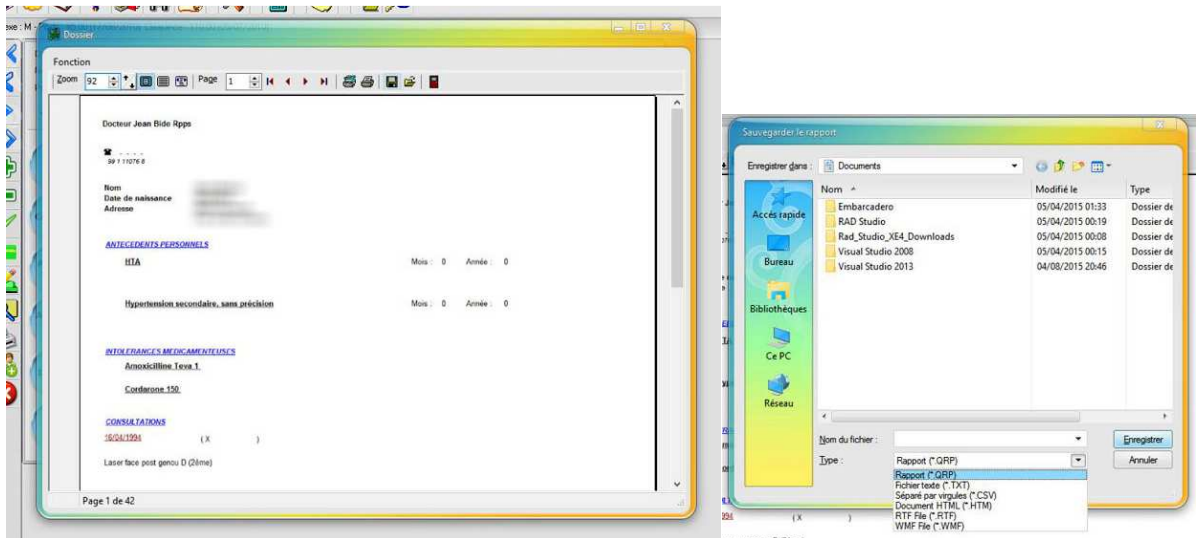 Dossier
Fonction
Zoom 92 Page 1
Docteur Jean Bide Rpps
99 1 11076 8
Nom
Date de naissance
Adresse
ANTECEDENTS PERSONNELS
HTA Mois : 0 Année : 0
Hypertension secondaire, sans précision Mois : 0 Année : 0
INTOLERANCES MEDICAMENTEUSES
Amoxicilline Teva 1
Cordarone 150
CONSULTATIONS
16/04/1994 ( X )
Laser face post genou D (2ème)
Page 1 de 42
Sauvegarder le rapport
Enregistrer dans : Documents
Nom Modifié le Type
Embarcadero 05/04/2015 01:33 Dossier de
RAD Studio 05/04/2015 00:19 Dossier de
Rad_Studio_XE4_Downloads 05/04/2015 00:08 Dossier de
Visual Studio 2008 05/04/2015 00:15 Dossier de
Visual Studio 2013 04/08/2015 20:46 Dossier de
Accès rapide
Bureau
Bibliothèques
Ce PC
Réseau
Nom du fichier : Enregistrer
Type : Rapport (*.QRP) Annuler
Rapport (*.QRP)
Fichier texte (*.TXT)
Séparé par virgules (*.CSV)
Document HTML (*.HTM)
RTF File (*.RTF)
WMF File (*.WMF)
( X )